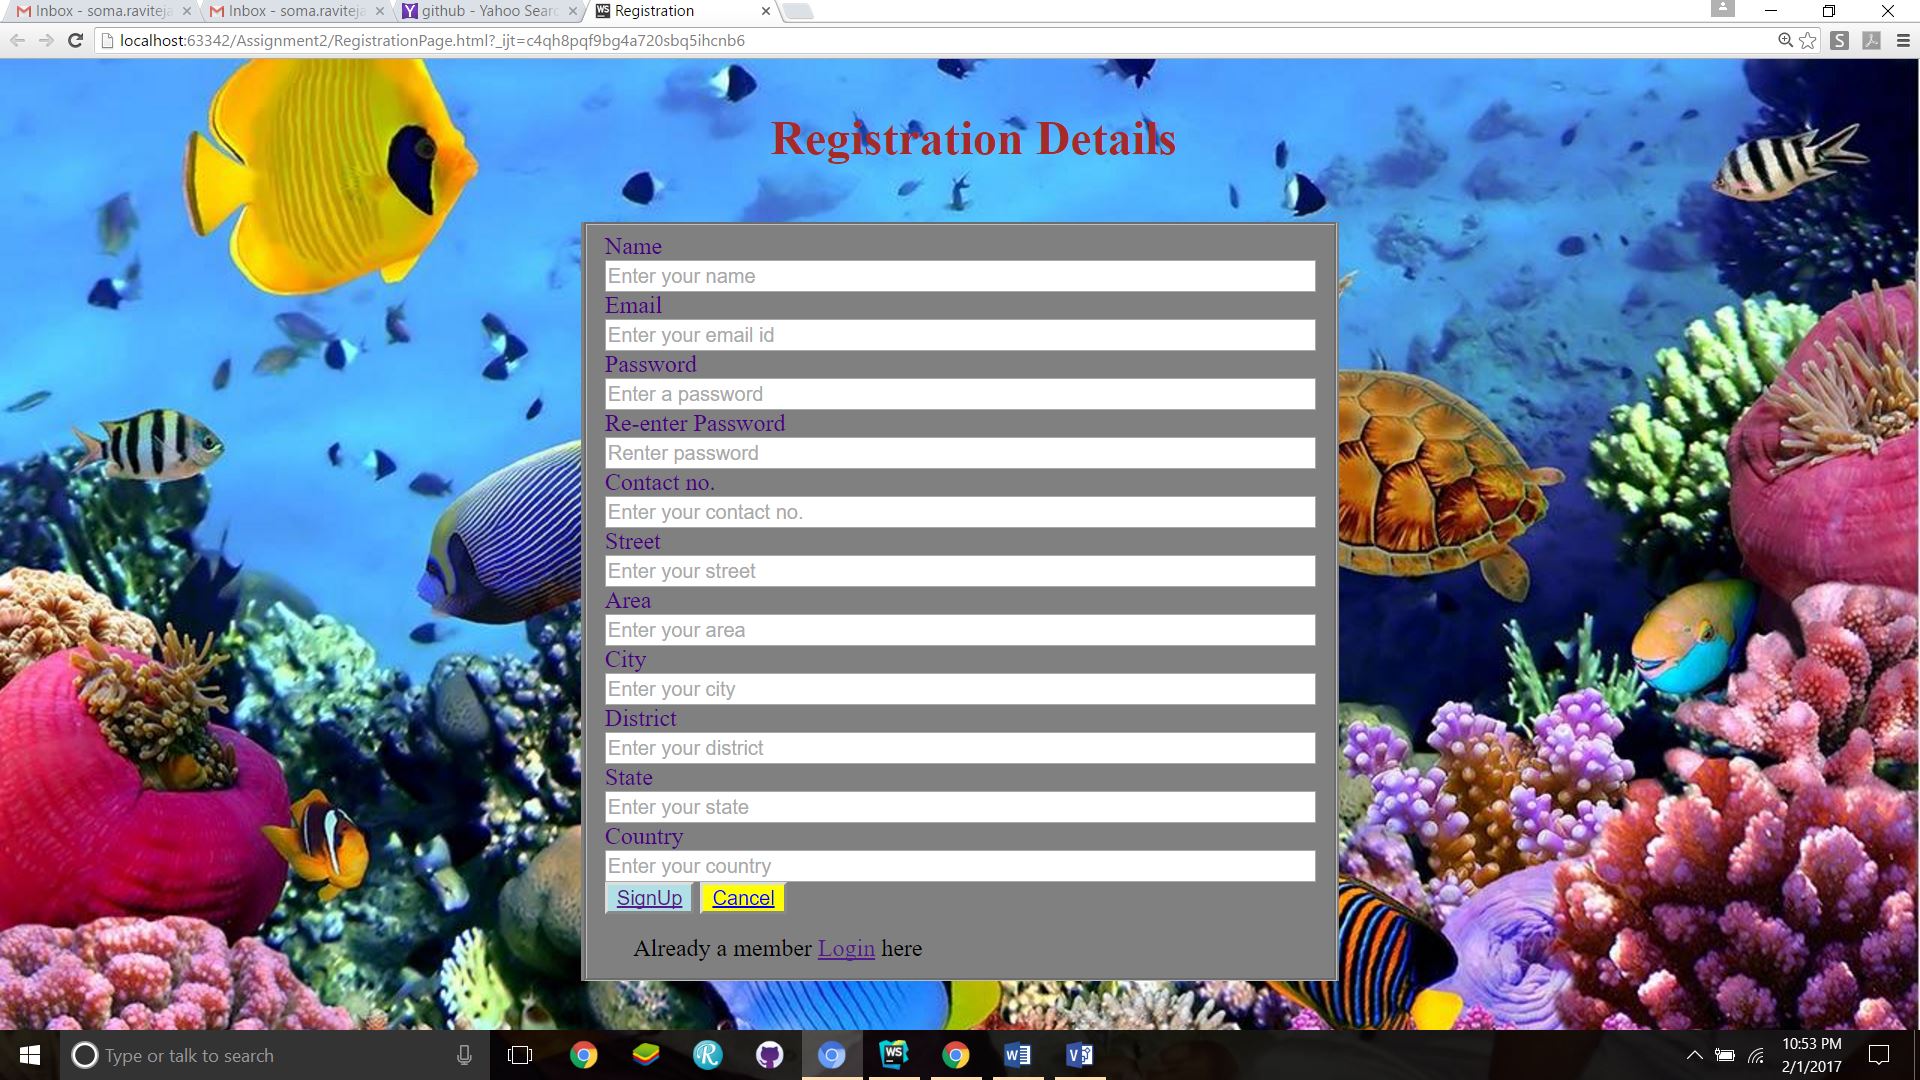 Inbox - soma.raviteja
Inbox - soma.raviteja
github - Yahoo Searc
Registration
localhost:63342/Assignment2/RegistrationPage.html?_ijt=c4qh8pqf9bg4a720sbq5ihcnb6
Registration Details
Name
Enter your name
Email
Enter your email id
Password
Enter a password
Re-enter Password
Renter password
Contact no.
Enter your contact no.
Street
Enter your street
Area
Enter your area
City
Enter your city
District
Enter your district
State
Enter your state
Country
Enter your country
SignUp Cancel
Already a member Login here
Type or talk to search
10:53 PM
2/1/2017